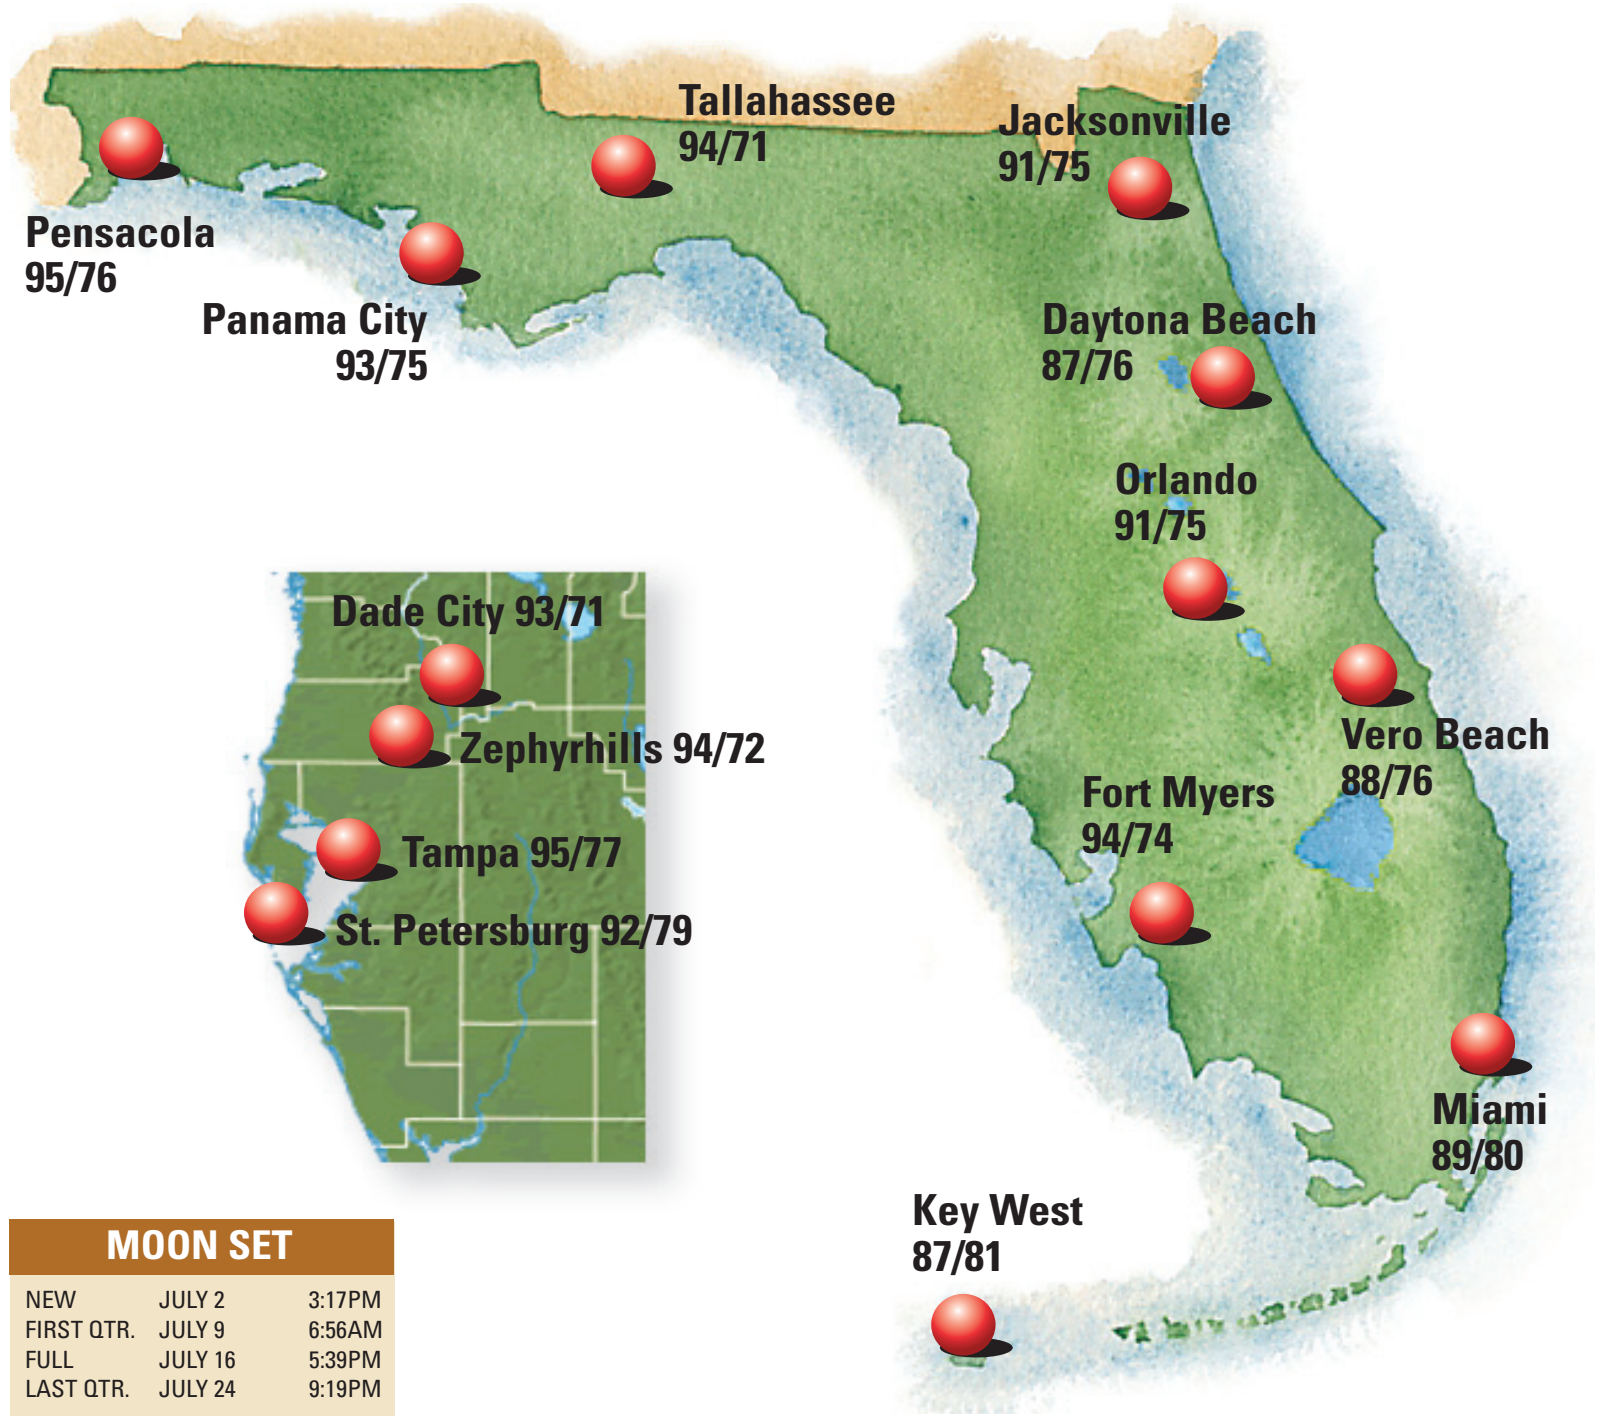 Tallahassee
94/71
Jacksonville
91/75
Pensacola
95/76
Panama City
93/75
Daytona Beach
87/76
Orlando
91/75
Dade City 93/71
Zephyrhills 94/72
Tampa 95/77
St. Petersburg 92/79
Vero Beach
88/76
Fort Myers
94/74
Miami
89/80
Key West
87/81
MOON SET
NEW JULY 2 3:17PM
FIRST QTR. JULY 9 6:56AM
FULL JULY 16 5:39PM
LAST QTR. JULY 24 9:19PM